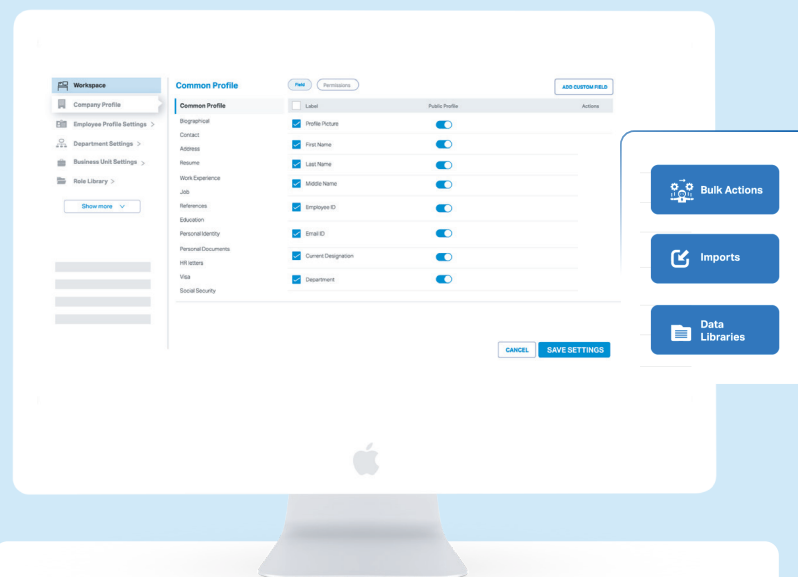 Workspace
Company Profile
Employee Profile Settings >
Department Settings >
Business Unit Settings >
Role Library >
Show more
Common Profile
Common Profile
Biographical
Contact
Address
Resume
Work Experience
Job
References
Education
Personal Identity
Personal Documents
HR letters
Visa
Social Security
Field
Permissions
ADD CUSTOM FIELD
Label
Public Profile
Actions
Profile Picture
First Name
Last Name
Middle Name
Employee ID
Email ID
Current Designation
Department
CANCEL
SAVE SETTINGS
Bulk Actions
Imports
Data
Libraries